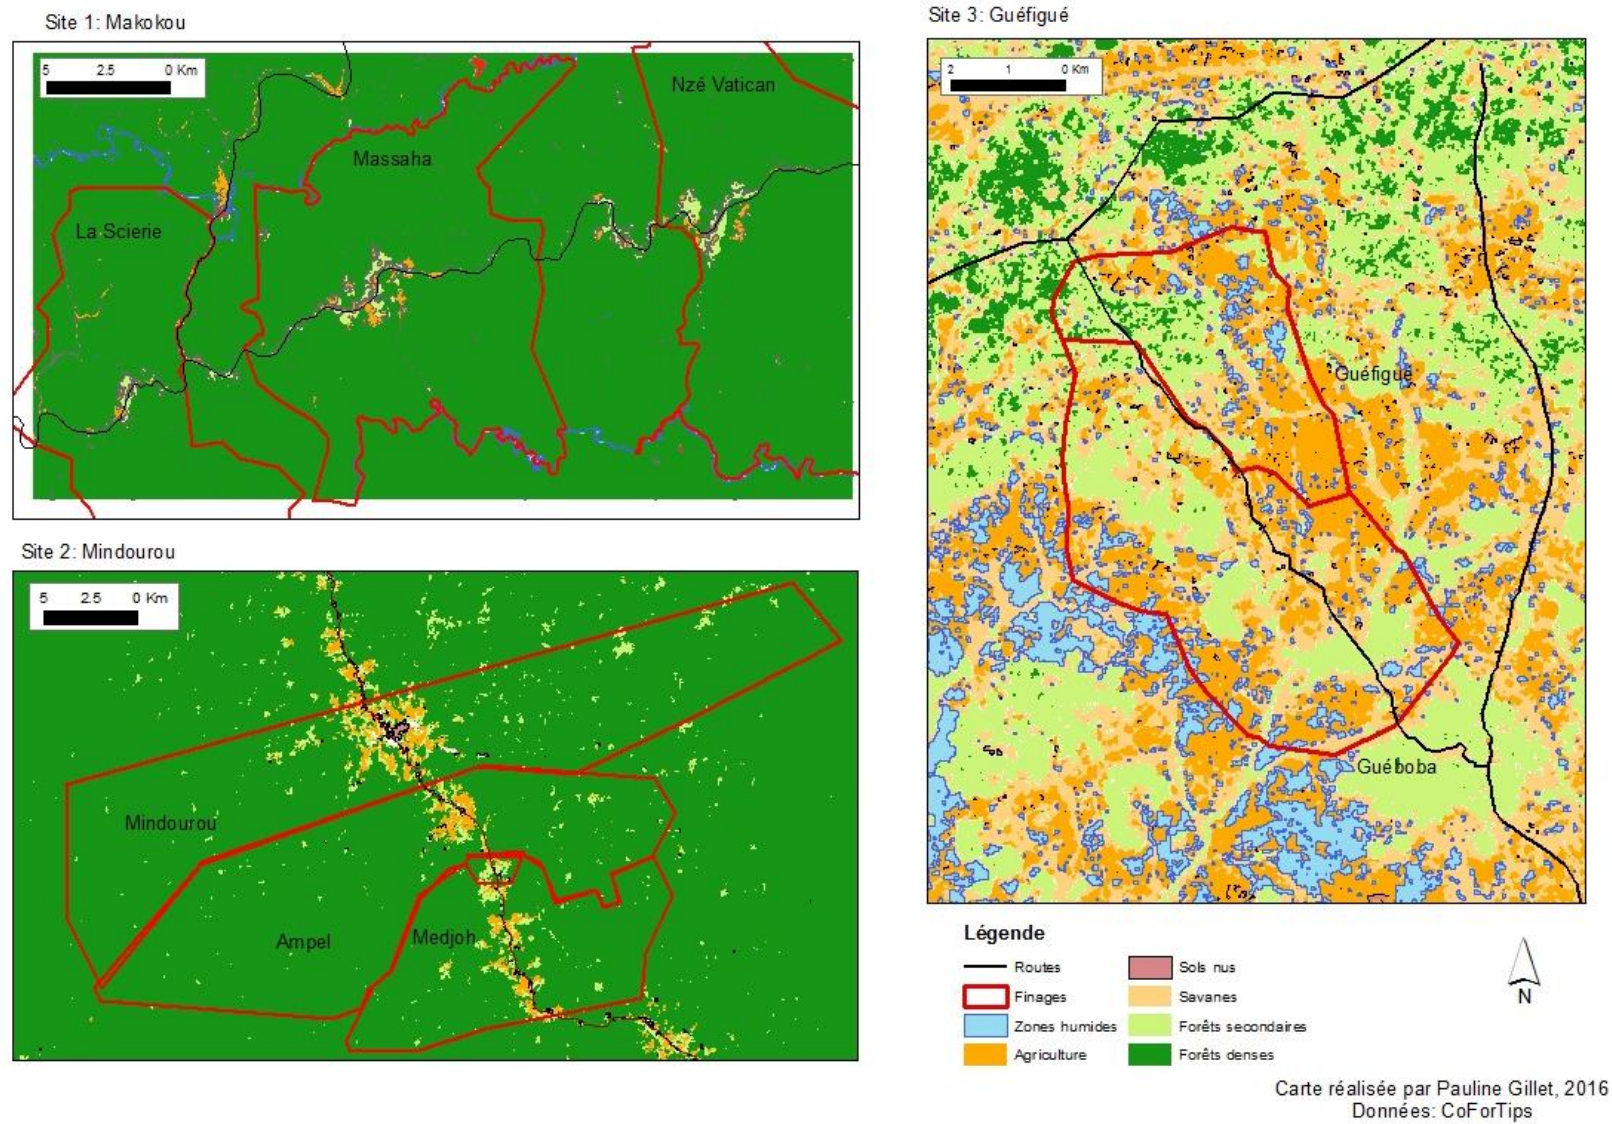 Site 1: Makokou
5 2.5 0 Km
Nzé Vatican
Massaha
La Scierie
Site 2: Mindourou
5 2.5 0 Km
Mindourou
Ampel
Medjoh
Site 3: Guéfigué
2 1 0 Km
Guéfigué
Guéboba
Légende
Routes
Finages
Zones humides
Agriculture
Sols nus
Savanes
Forêts secondaires
Forêts denses
N
Carte réalisée par Pauline Gillet, 2016
Données: CoForTips